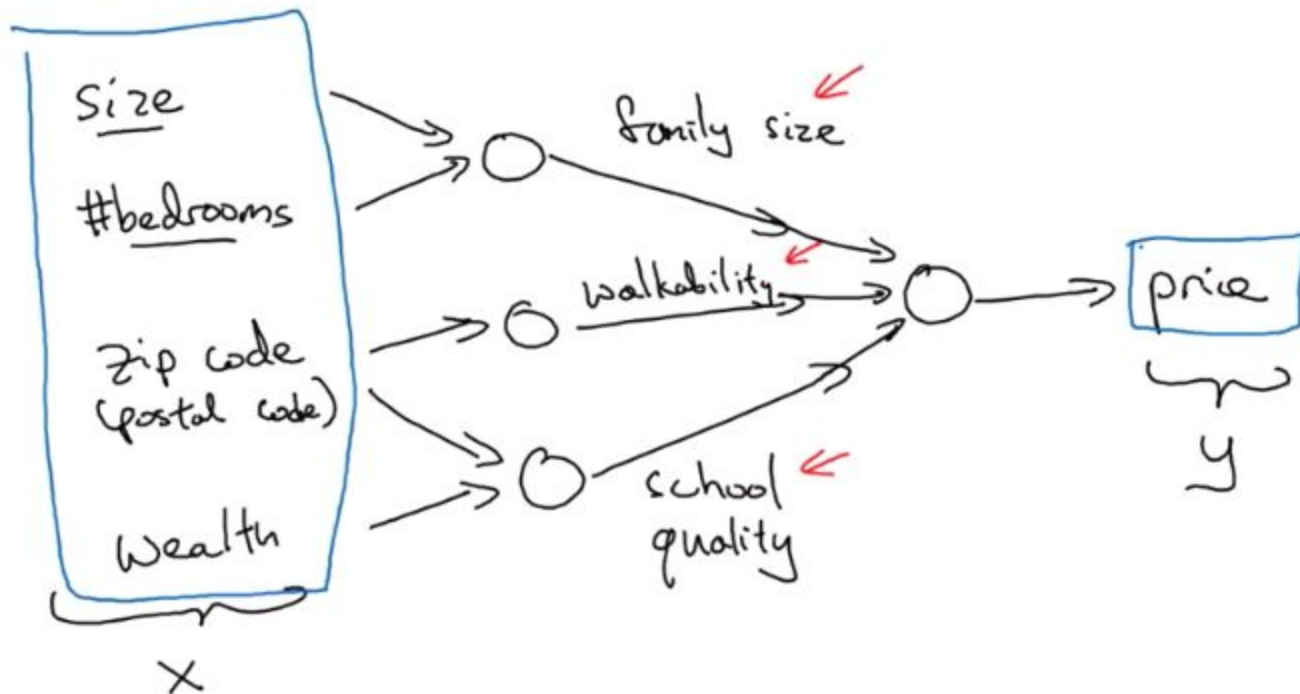 size
#bedrooms
zip code
(postal code)
wealth
X
family size
walkability
school
quality
price
y